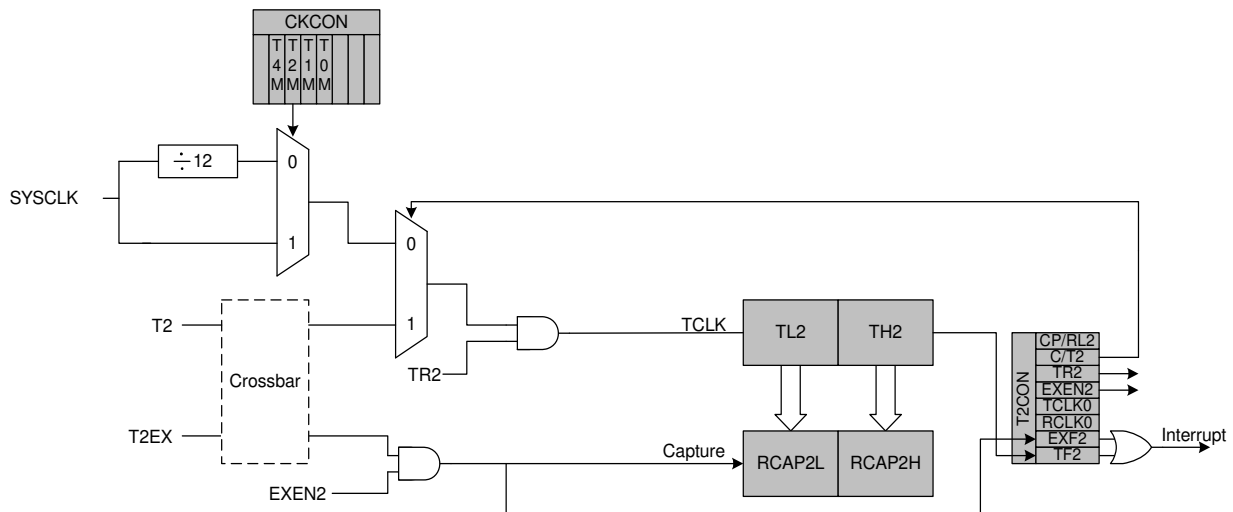 CKCON
T4M T2M T1M T0M
÷12
0
SYSCLK
1
0
T2
1
TCLK
TL2
TH2
CP/RL2
C/T2
TR2
EXEN2
TCLK0
RCLK0
EXF2
TF2
T2CON
TR2
Crossbar
T2EX
Capture
RCAP2L
RCAP2H
Interrupt
EXEN2